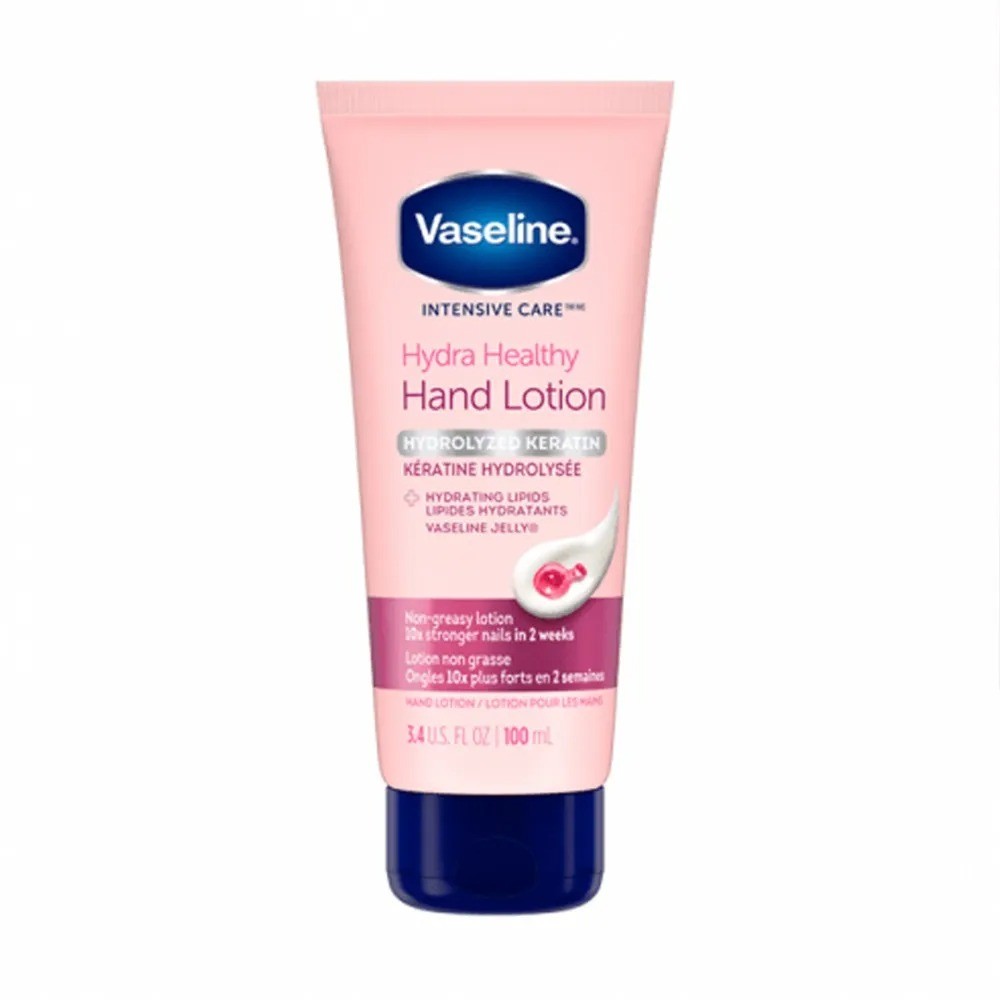 Vaseline®
INTENSIVE CARE™/MC
Hydra Healthy
Hand Lotion
HYDROLYZED KERATIN
KÉRATINE HYDROLYSÉE
HYDRATING LIPIDS
LIPIDES HYDRATANTS
VASELINE JELLY®
Non-greasy lotion
10x stronger nails in 2 weeks
Lotion non grasse
Ongles 10x plus forts en 2 semaines
HAND LOTION / LOTION POUR LES MAINS
3.4 U.S. FL OZ | 100 mL